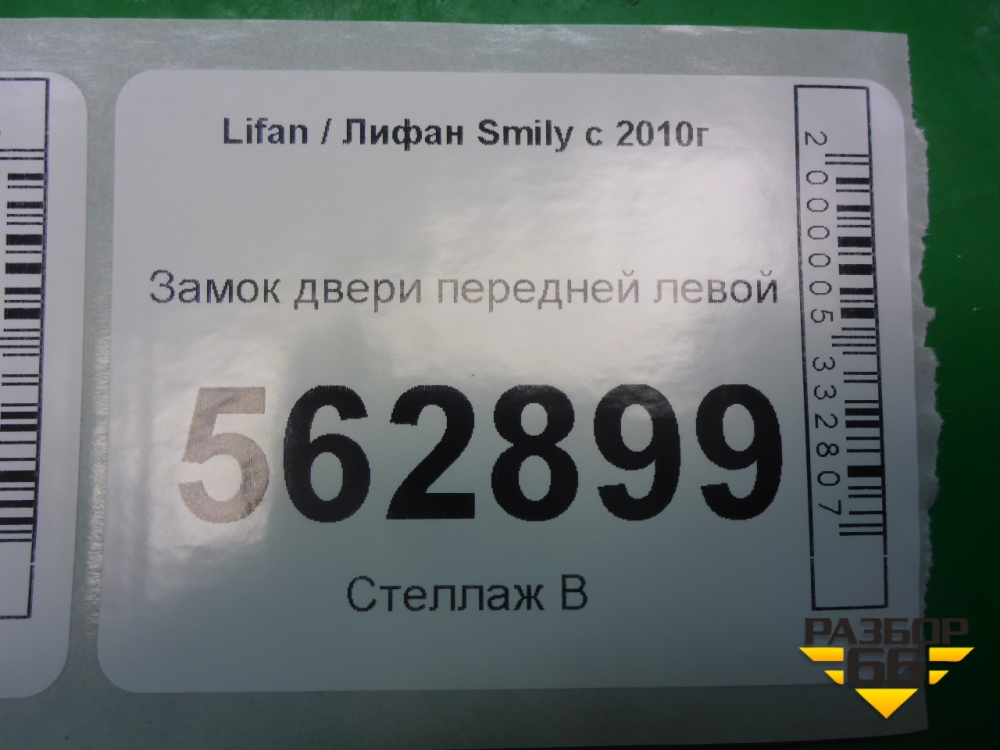 Lifan / Лифан Smily с 2010г
Замок двери передней левой
562899
Стеллаж В
2000005332807
РАЗБОР
66